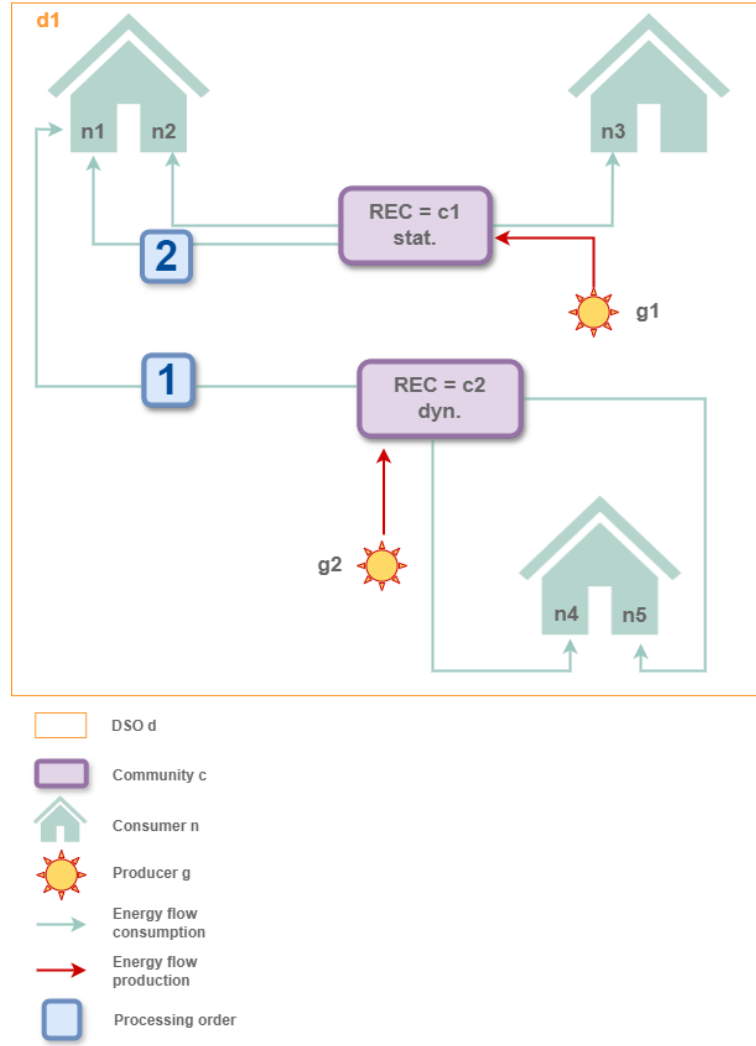 d1
n1
n2
n3
REC = c1
stat.
2
g1
1
REC = c2
dyn.
g2
n4
n5
DSO d
Community c
Consumer n
Producer g
Energy flow
consumption
Energy flow
production
Processing order